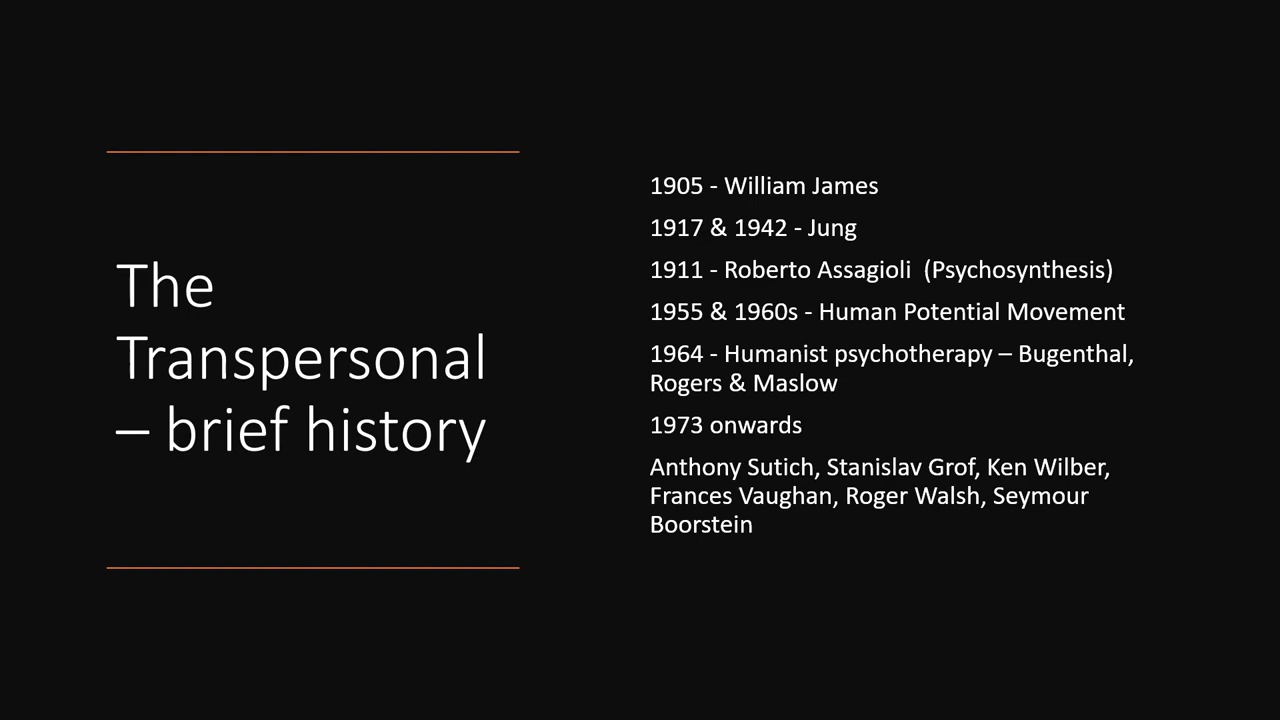 The
Transpersonal
– brief history
1905 - William James
1917 & 1942 - Jung
1911 - Roberto Assagioli  (Psychosynthesis)
1955 & 1960s - Human Potential Movement
1964 - Humanist psychotherapy – Bugenthal,
Rogers & Maslow
1973 onwards
Anthony Sutich, Stanislav Grof, Ken Wilber,
Frances Vaughan, Roger Walsh, Seymour
Boorstein